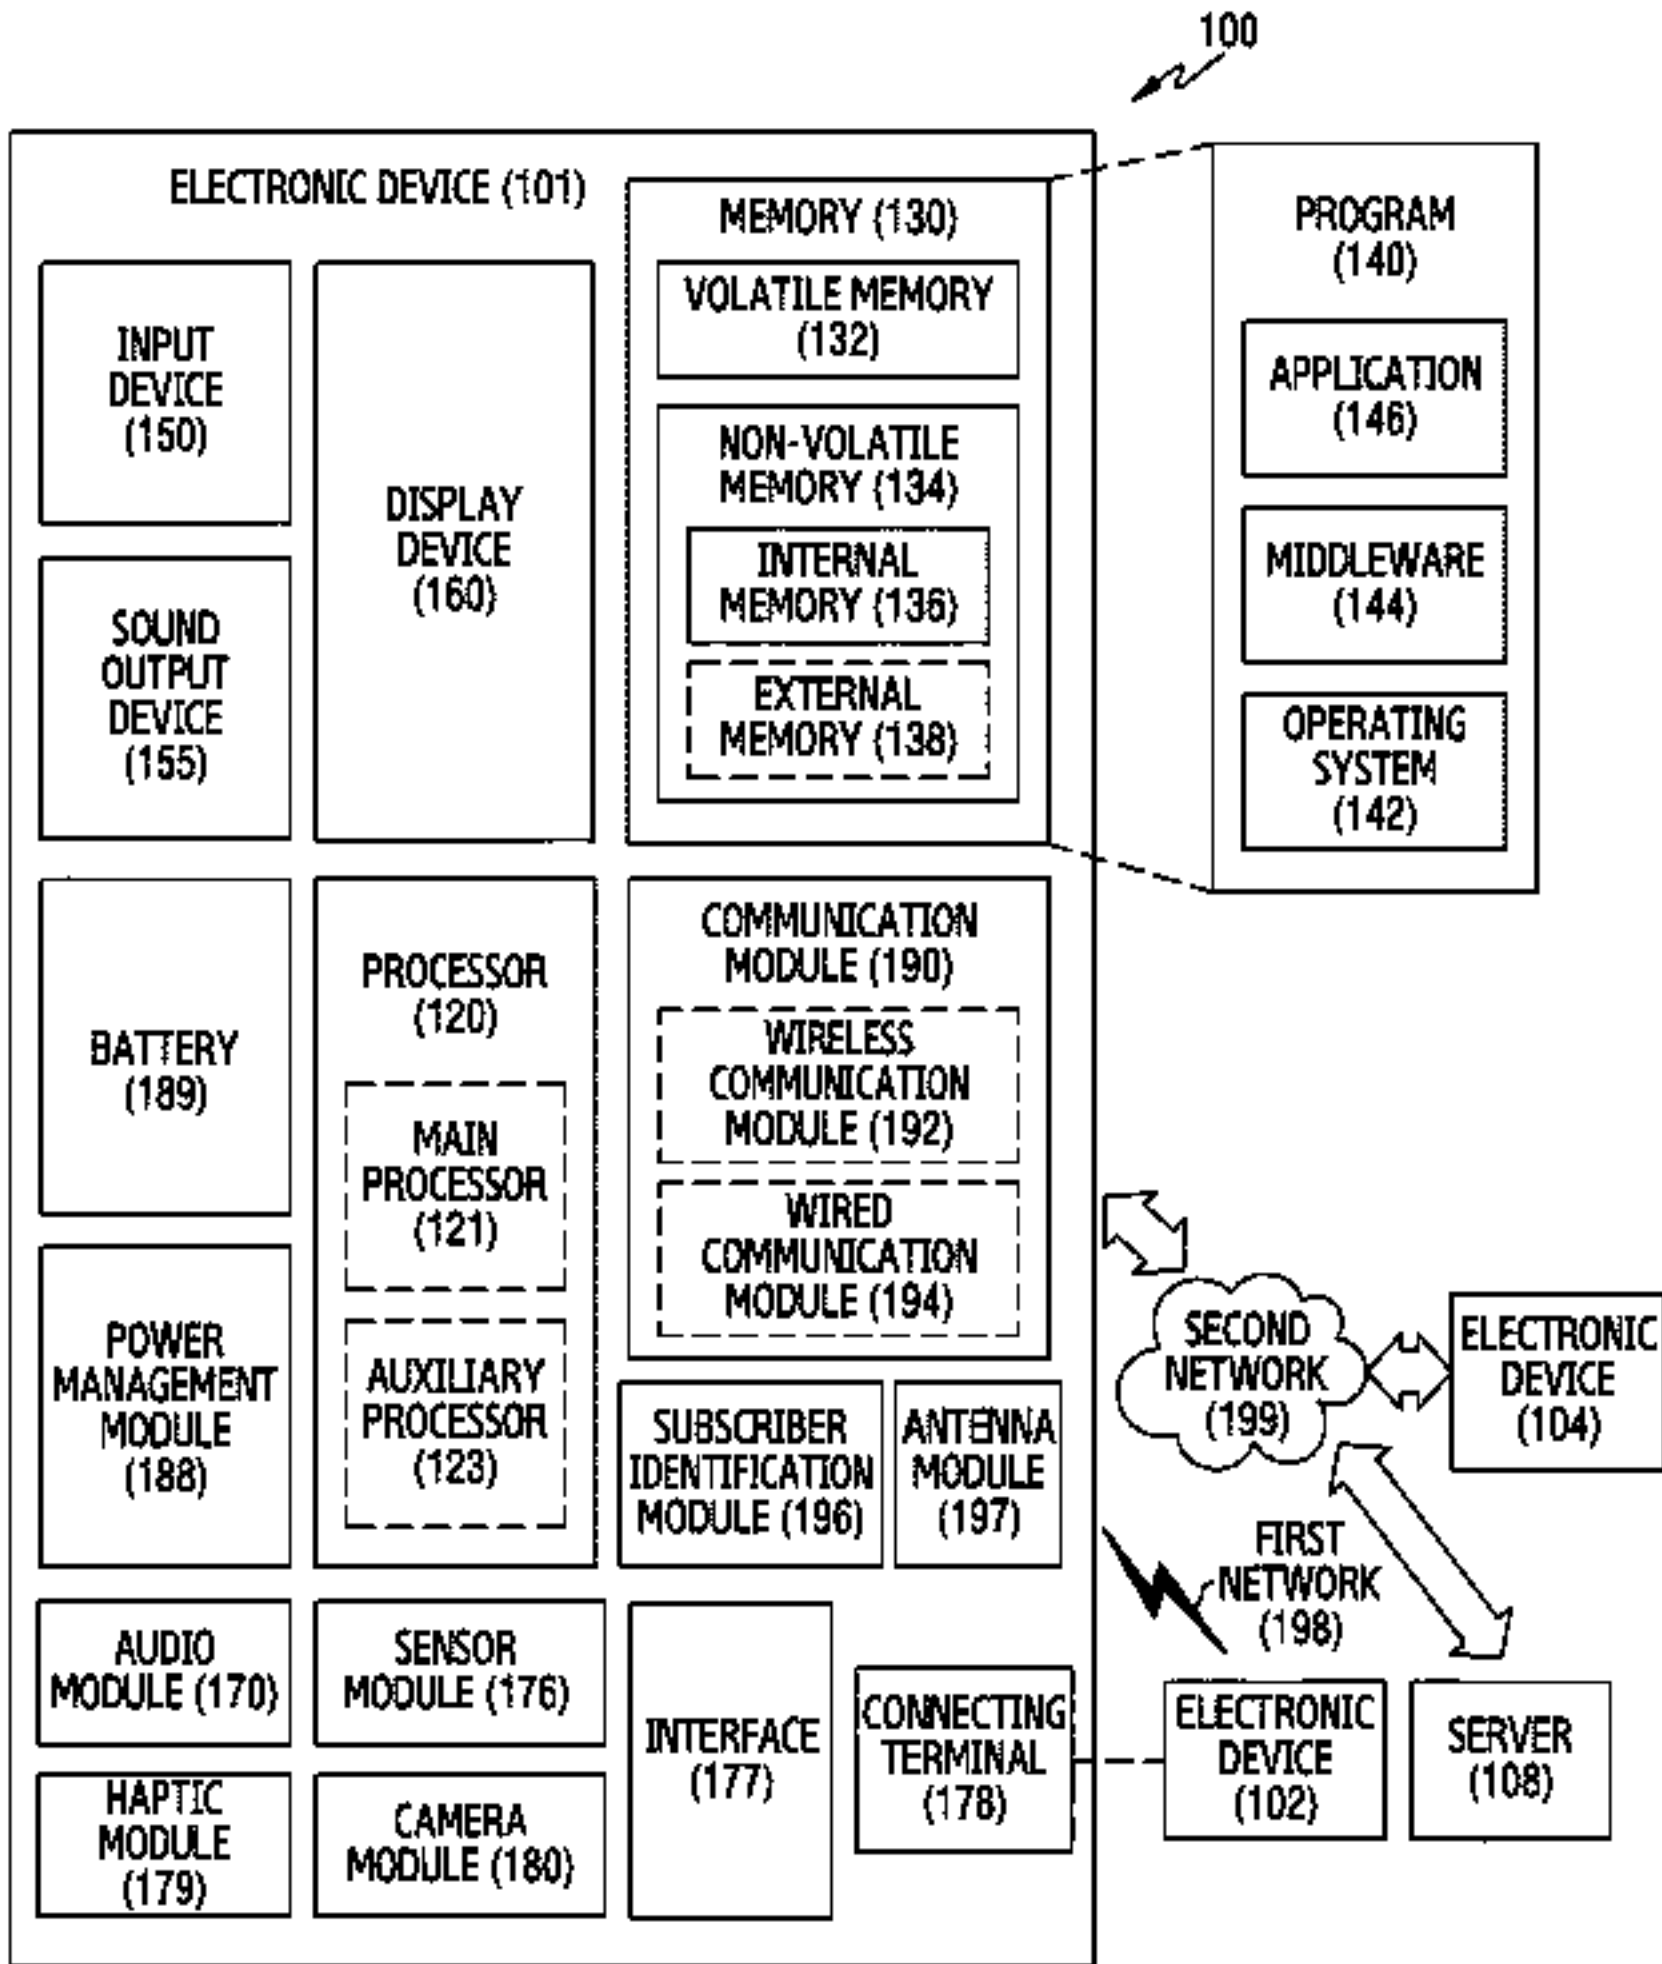 100
ELECTRONIC DEVICE (101)
INPUT
DEVICE
(150)
SOUND
OUTPUT
DEVICE
(155)
DISPLAY
DEVICE
(160)
MEMORY (130)
VOLATILE MEMORY
(132)
NON-VOLATILE
MEMORY (134)
INTERNAL
MEMORY (136)
EXTERNAL
MEMORY (138)
PROGRAM
(140)
APPLICATION
(146)
MIDDLEWARE
(144)
OPERATING
SYSTEM
(142)
BATTERY
(189)
POWER
MANAGEMENT
MODULE
(188)
PROCESSOR
(120)
MAIN
PROCESSOR
(121)
AUXILIARY
PROCESSOR
(123)
COMMUNICATION
MODULE (190)
WIRELESS
COMMUNICATION
MODULE (192)
WIRED
COMMUNICATION
MODULE (194)
SUBSCRIBER
IDENTIFICATION
MODULE (196)
ANTENNA
MODULE
(197)
SECOND
NETWORK
(199)
ELECTRONIC
DEVICE
(104)
FIRST
NETWORK
(198)
AUDIO
MODULE (170)
SENSOR
MODULE (176)
HAPTIC
MODULE
(179)
CAMERA
MODULE (180)
INTERFACE
(177)
CONNECTING
TERMINAL
(178)
ELECTRONIC
DEVICE
(102)
SERVER
(108)